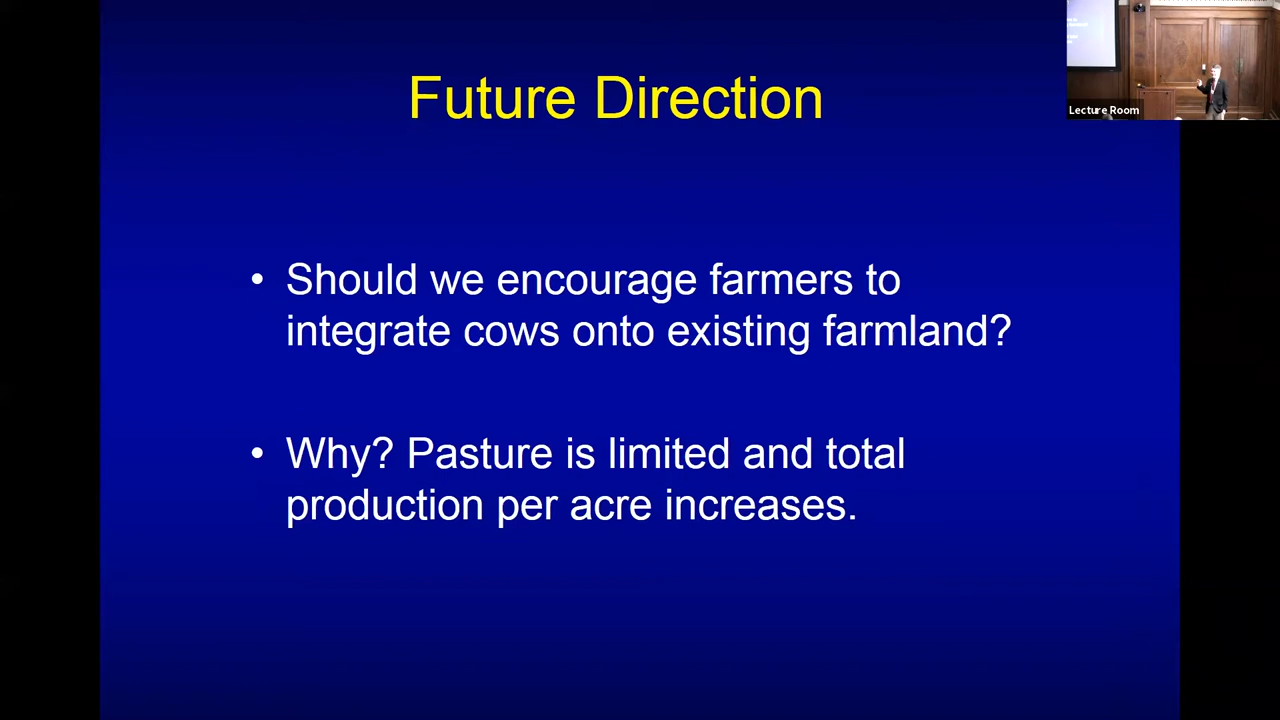 Future Direction
Lecture Room
• Should we encourage farmers to
integrate cows onto existing farmland?
• Why? Pasture is limited and total
production per acre increases.